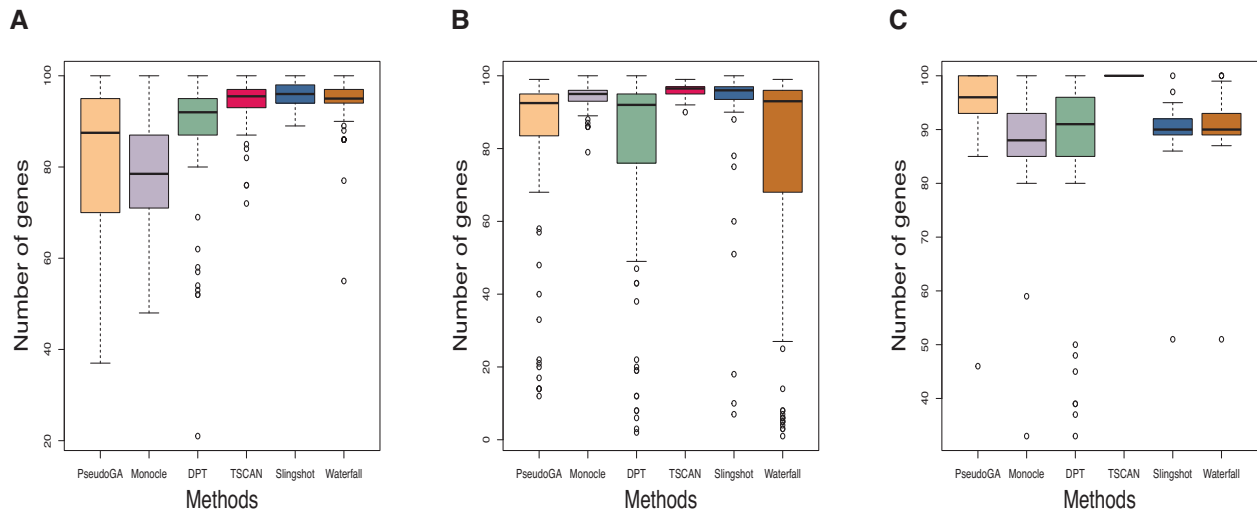 A
Number of genes
100
80
60
40
20
PseudoGA Monocle DPT TSCAN Slingshot Waterfall
Methods
B
Number of genes
100
80
60
40
20
0
PseudoGA Monocle DPT TSCAN Slingshot Waterfall
Methods
C
Number of genes
100
90
80
70
60
50
40
PseudoGA Monocle DPT TSCAN Slingshot Waterfall
Methods